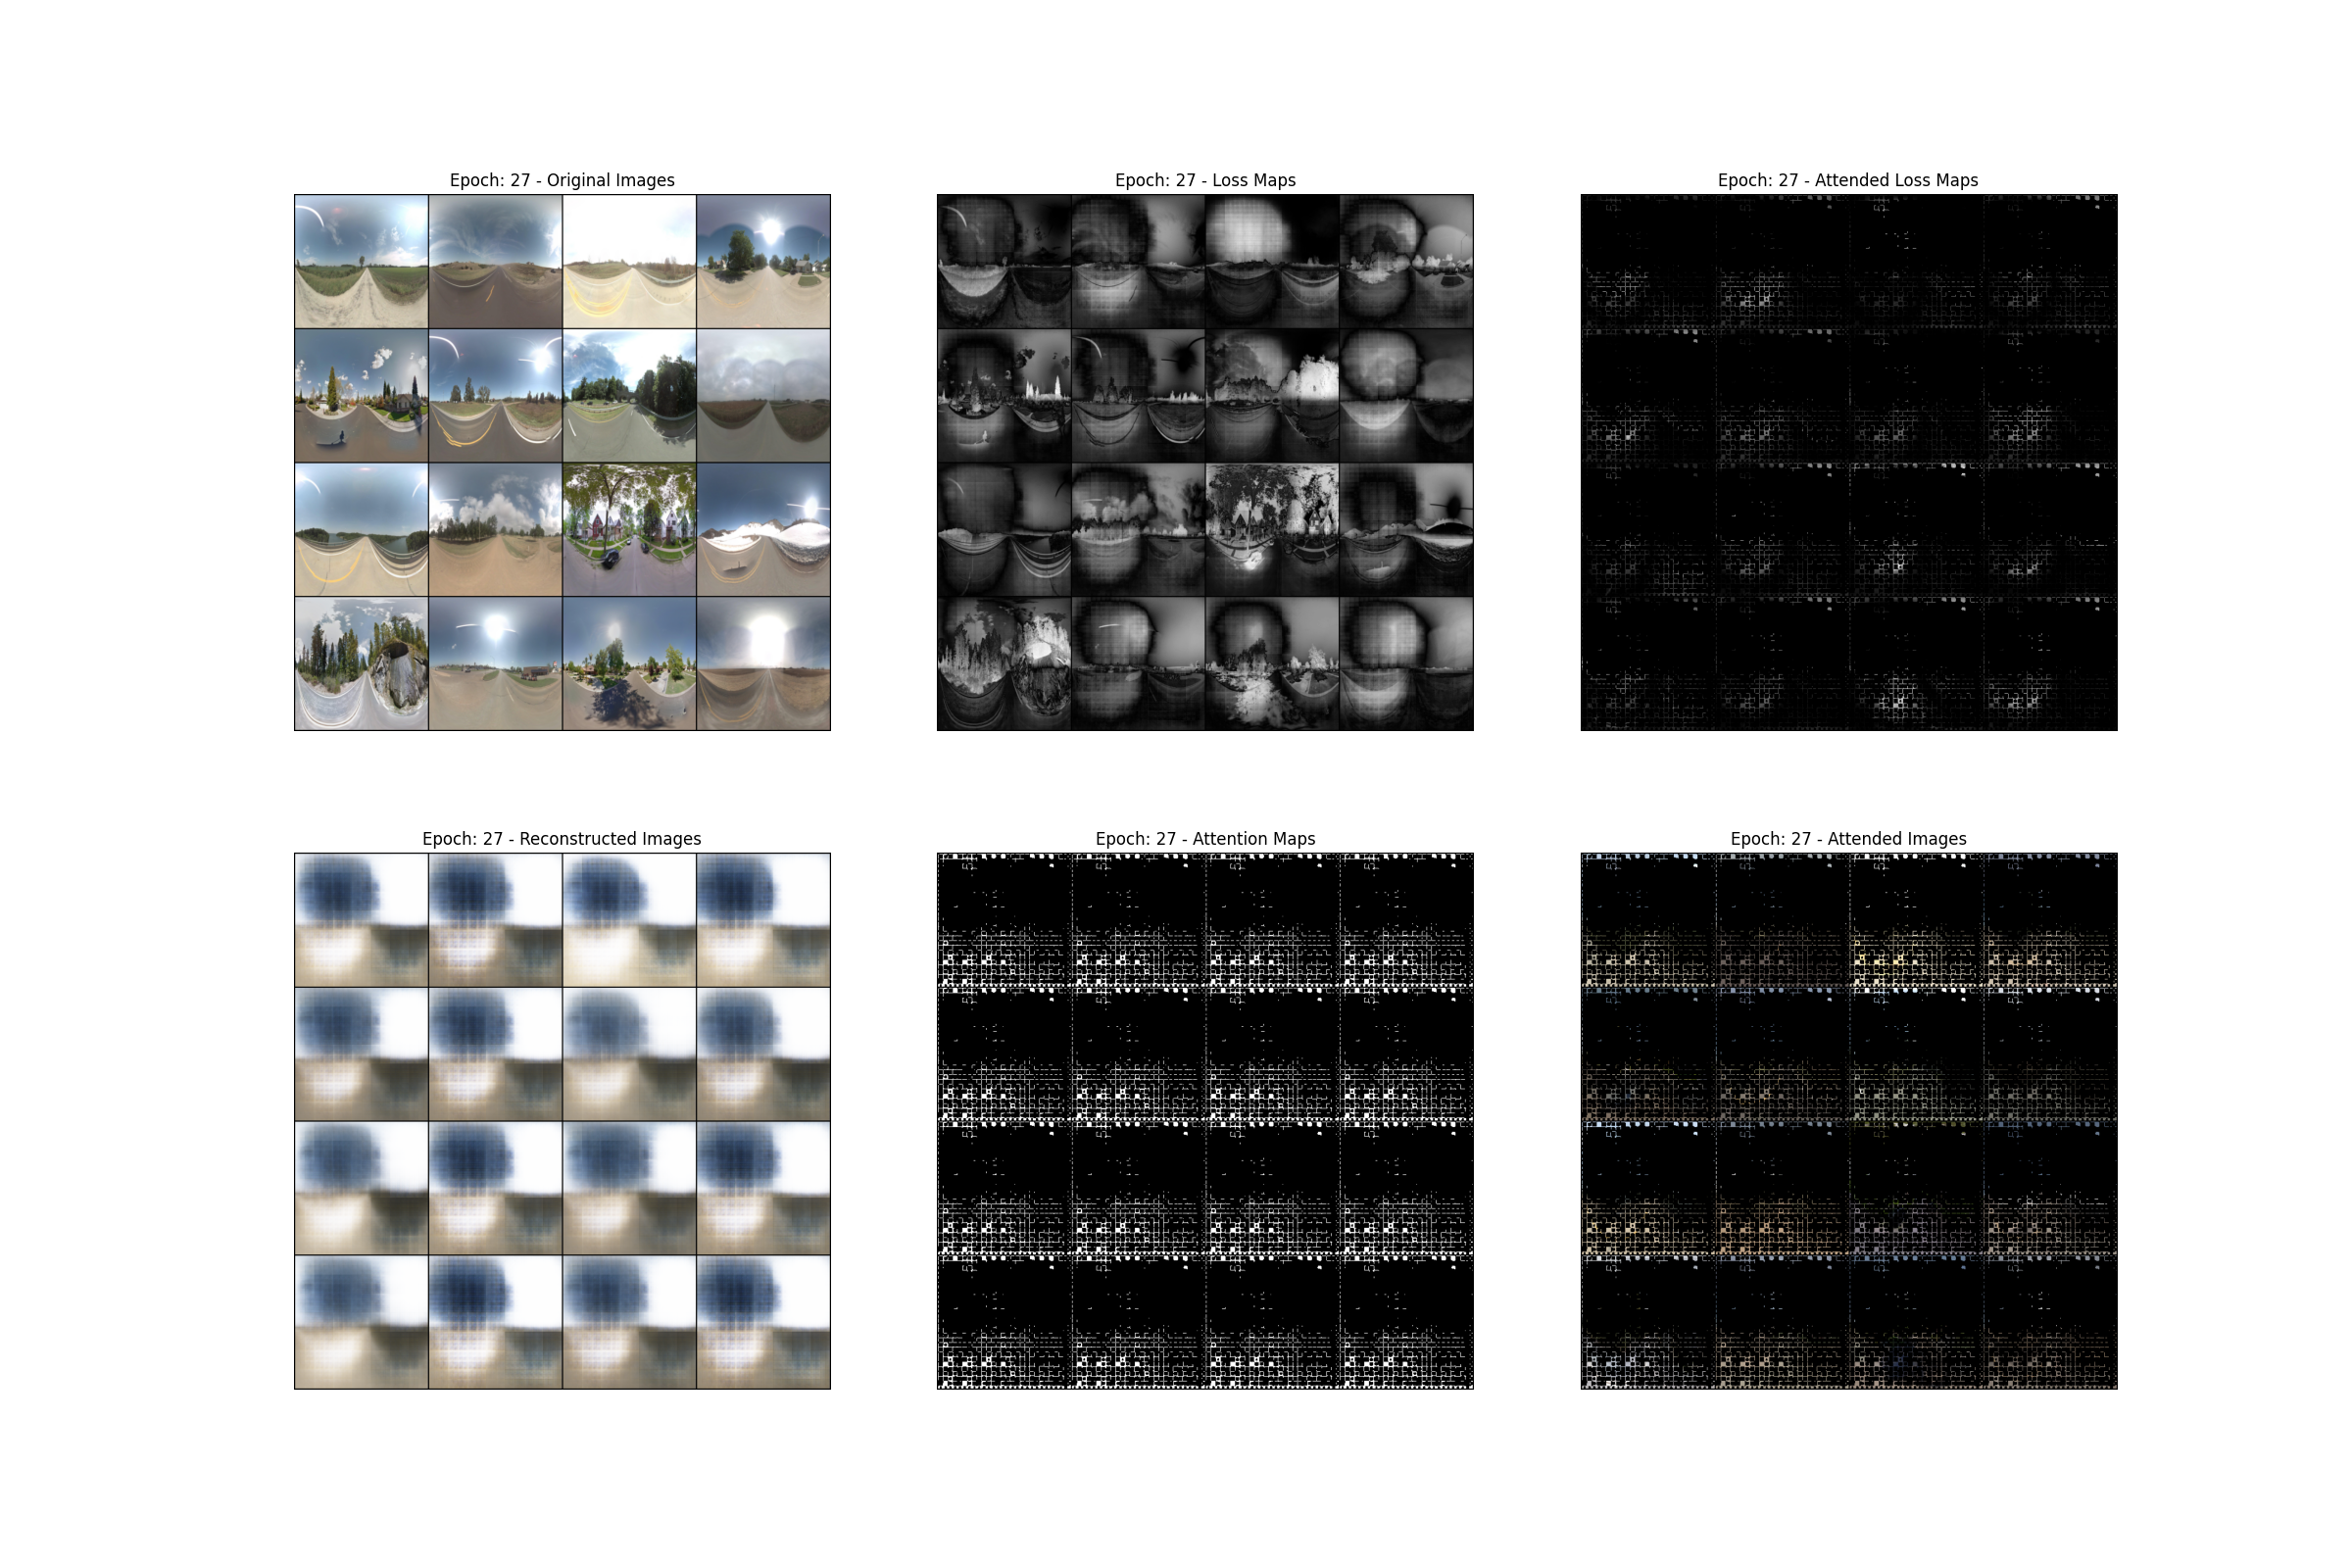 Epoch: 27 - Original Images
Epoch: 27 - Loss Maps
Epoch: 27 - Attended Loss Maps
Epoch: 27 - Reconstructed Images
Epoch: 27 - Attention Maps
Epoch: 27 - Attended Images